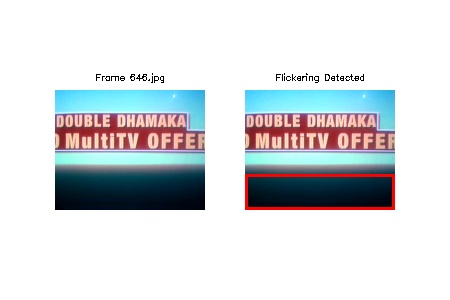 Frame 646.jpg
DOUBLE DHAMAKA
MultiTV OFFER
Flickering Detected
DOUBLE DHAMAKA
MultiTV OFFER